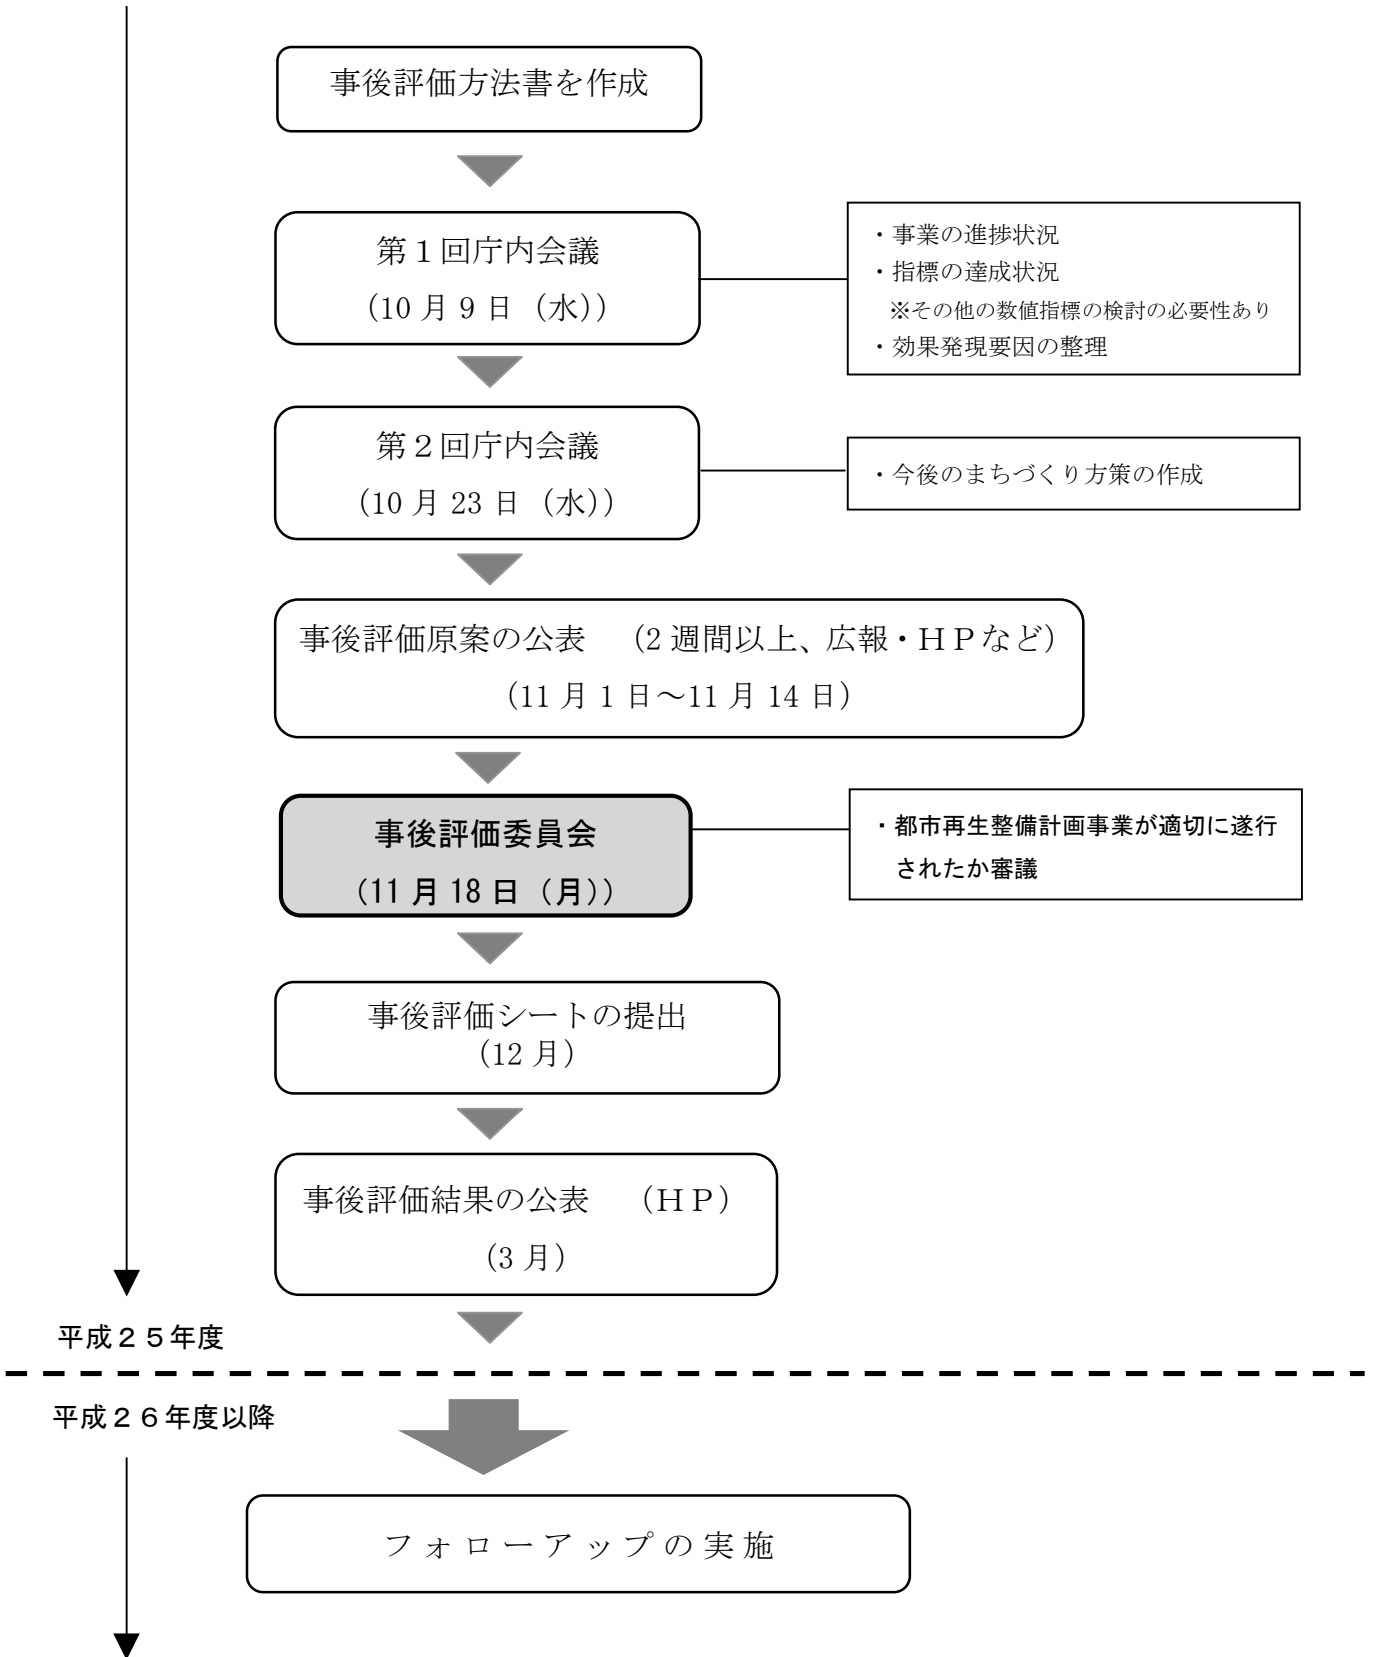 事後評価方法書を作成
第１回庁内会議
（10 月 9 日（水））
・事業の進捗状況
・指標の達成状況
※その他の数値指標の検討の必要性あり
・効果発現要因の整理
第２回庁内会議
（10 月 23 日（水））
・今後のまちづくり方策の作成
事後評価原案の公表　（2 週間以上、広報・ＨＰなど）
（11 月 1 日～11 月 14 日）
事後評価委員会
（11 月 18 日（月））
・都市再生整備計画事業が適切に遂行
されたか審議
事後評価シートの提出
（12 月）
事後評価結果の公表　（ＨＰ）
（3 月）
平成２５年度
平成２６年度以降
フォローアップの実施